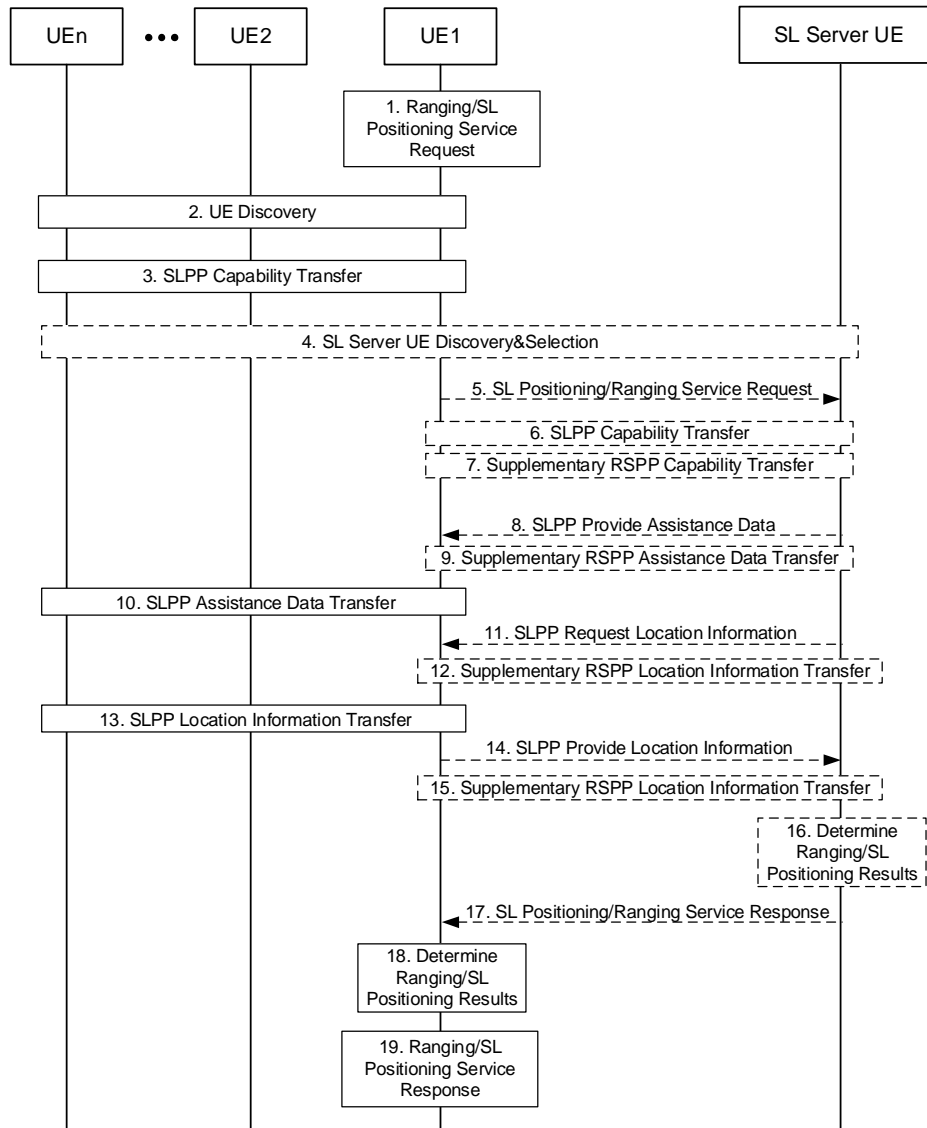 UEn
UE2
UE1
SL Server UE
1. Ranging/SL
Positioning Service
Request
2. UE Discovery
3. SLPP Capability Transfer
4. SL Server UE Discovery&Selection
5. SL Positioning/Ranging Service Request
6. SLPP Capability Transfer
7. Supplementary RSPP Capability Transfer
8. SLPP Provide Assistance Data
9. Supplementary RSPP Assistance Data Transfer
10. SLPP Assistance Data Transfer
11. SLPP Request Location Information
12. Supplementary RSPP Location Information Transfer
13. SLPP Location Information Transfer
14. SLPP Provide Location Information
15. Supplementary RSPP Location Information Transfer
16. Determine
Ranging/SL
Positioning Results
17. SL Positioning/Ranging Service Response
18. Determine
Ranging/SL
Positioning Results
19. Ranging/SL
Positioning Service
Response